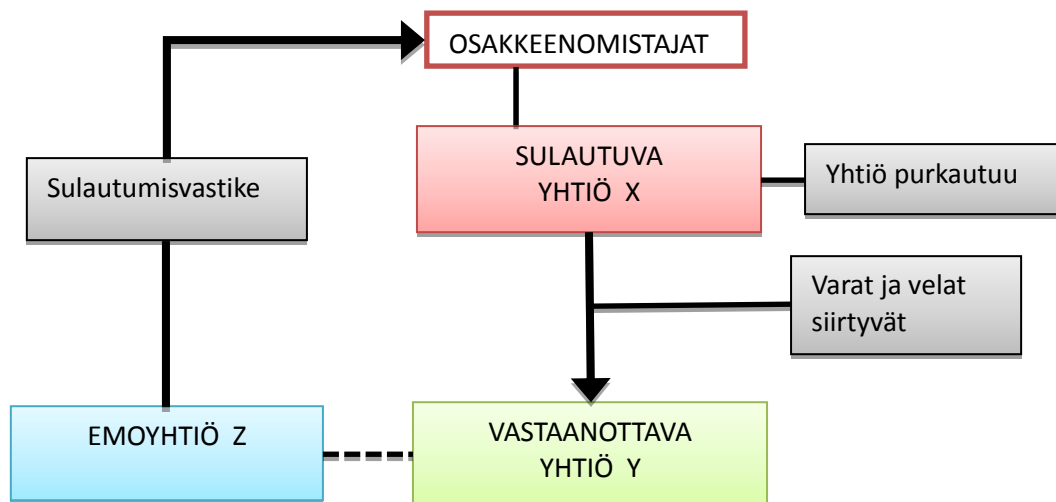 OSAKKEENOMISTAJAT
SULAUTUVA
YHTIÖ X
Sulautumisvastike
Yhtiö purkautuu
Varat ja velat
siirtyvät
EMOYHTIÖ Z
VASTAANOTTAVA
YHTIÖ Y